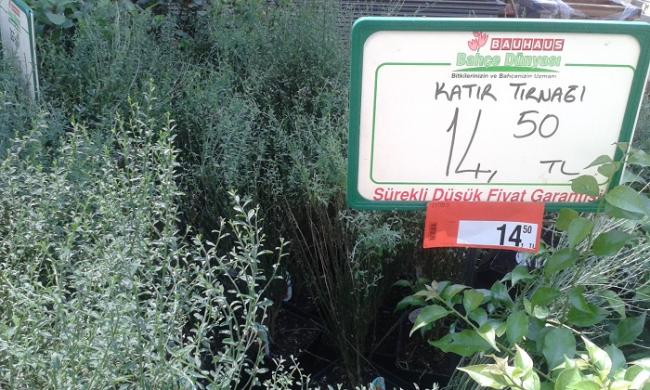 BAUHAUS
Bahçe Dünyası
Bitkilerinizin ve Bahçenizin Uzmanı
KATIR TIRNAĞI
14, 50 TL
Sürekli Düşük Fiyat Garantisi
14,50 TL